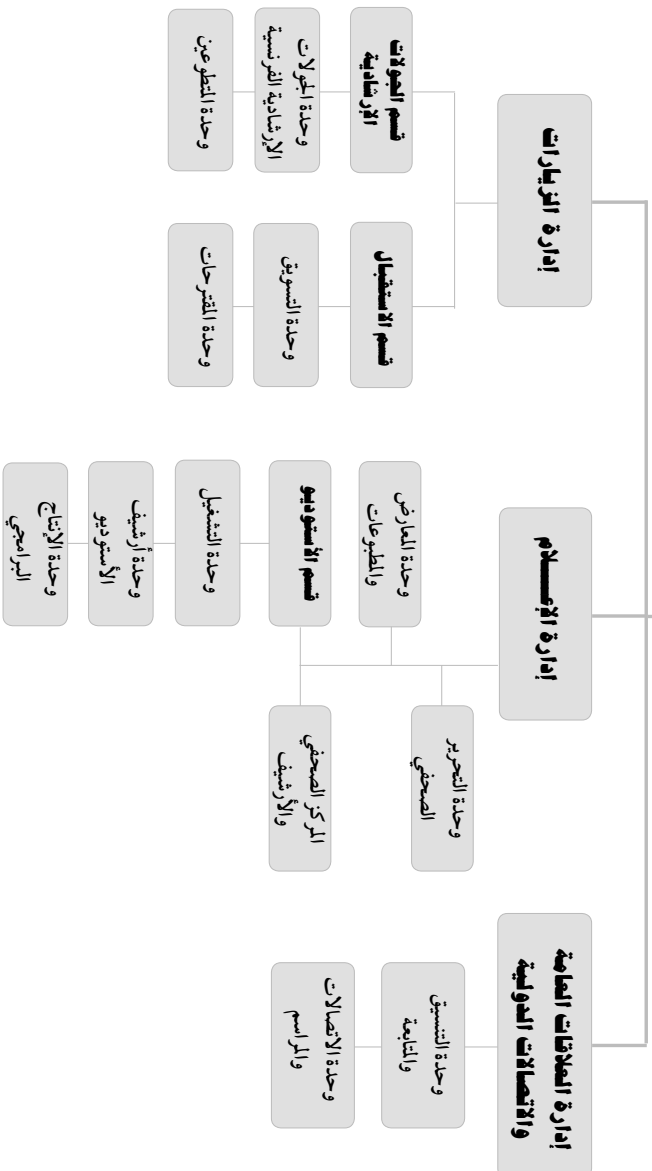 إدارة العلاقات العامة
والاتصالات الدولية
وحدة التنسيق
والمتابعة
وحدة الاتصالات
والمراسم
إدارة الإعـــلام
وحدة التحرير
الصحفي
وحدة المعارض
والمطبوعات
المركز الصحفي
والأرشيف
قسم الأستوديو
وحدة التشغيل
وحدة أرشيف
الأستوديو
وحدة الإنتاج
البرامجي
إدارة الزيارات
قسم الاستقبال
وحدة التسويق
وحدة المقترحات
قسم الجولات
الإرشادية
وحدة الجولات
الإرشادية الفرنسية
وحدة المتطوعين